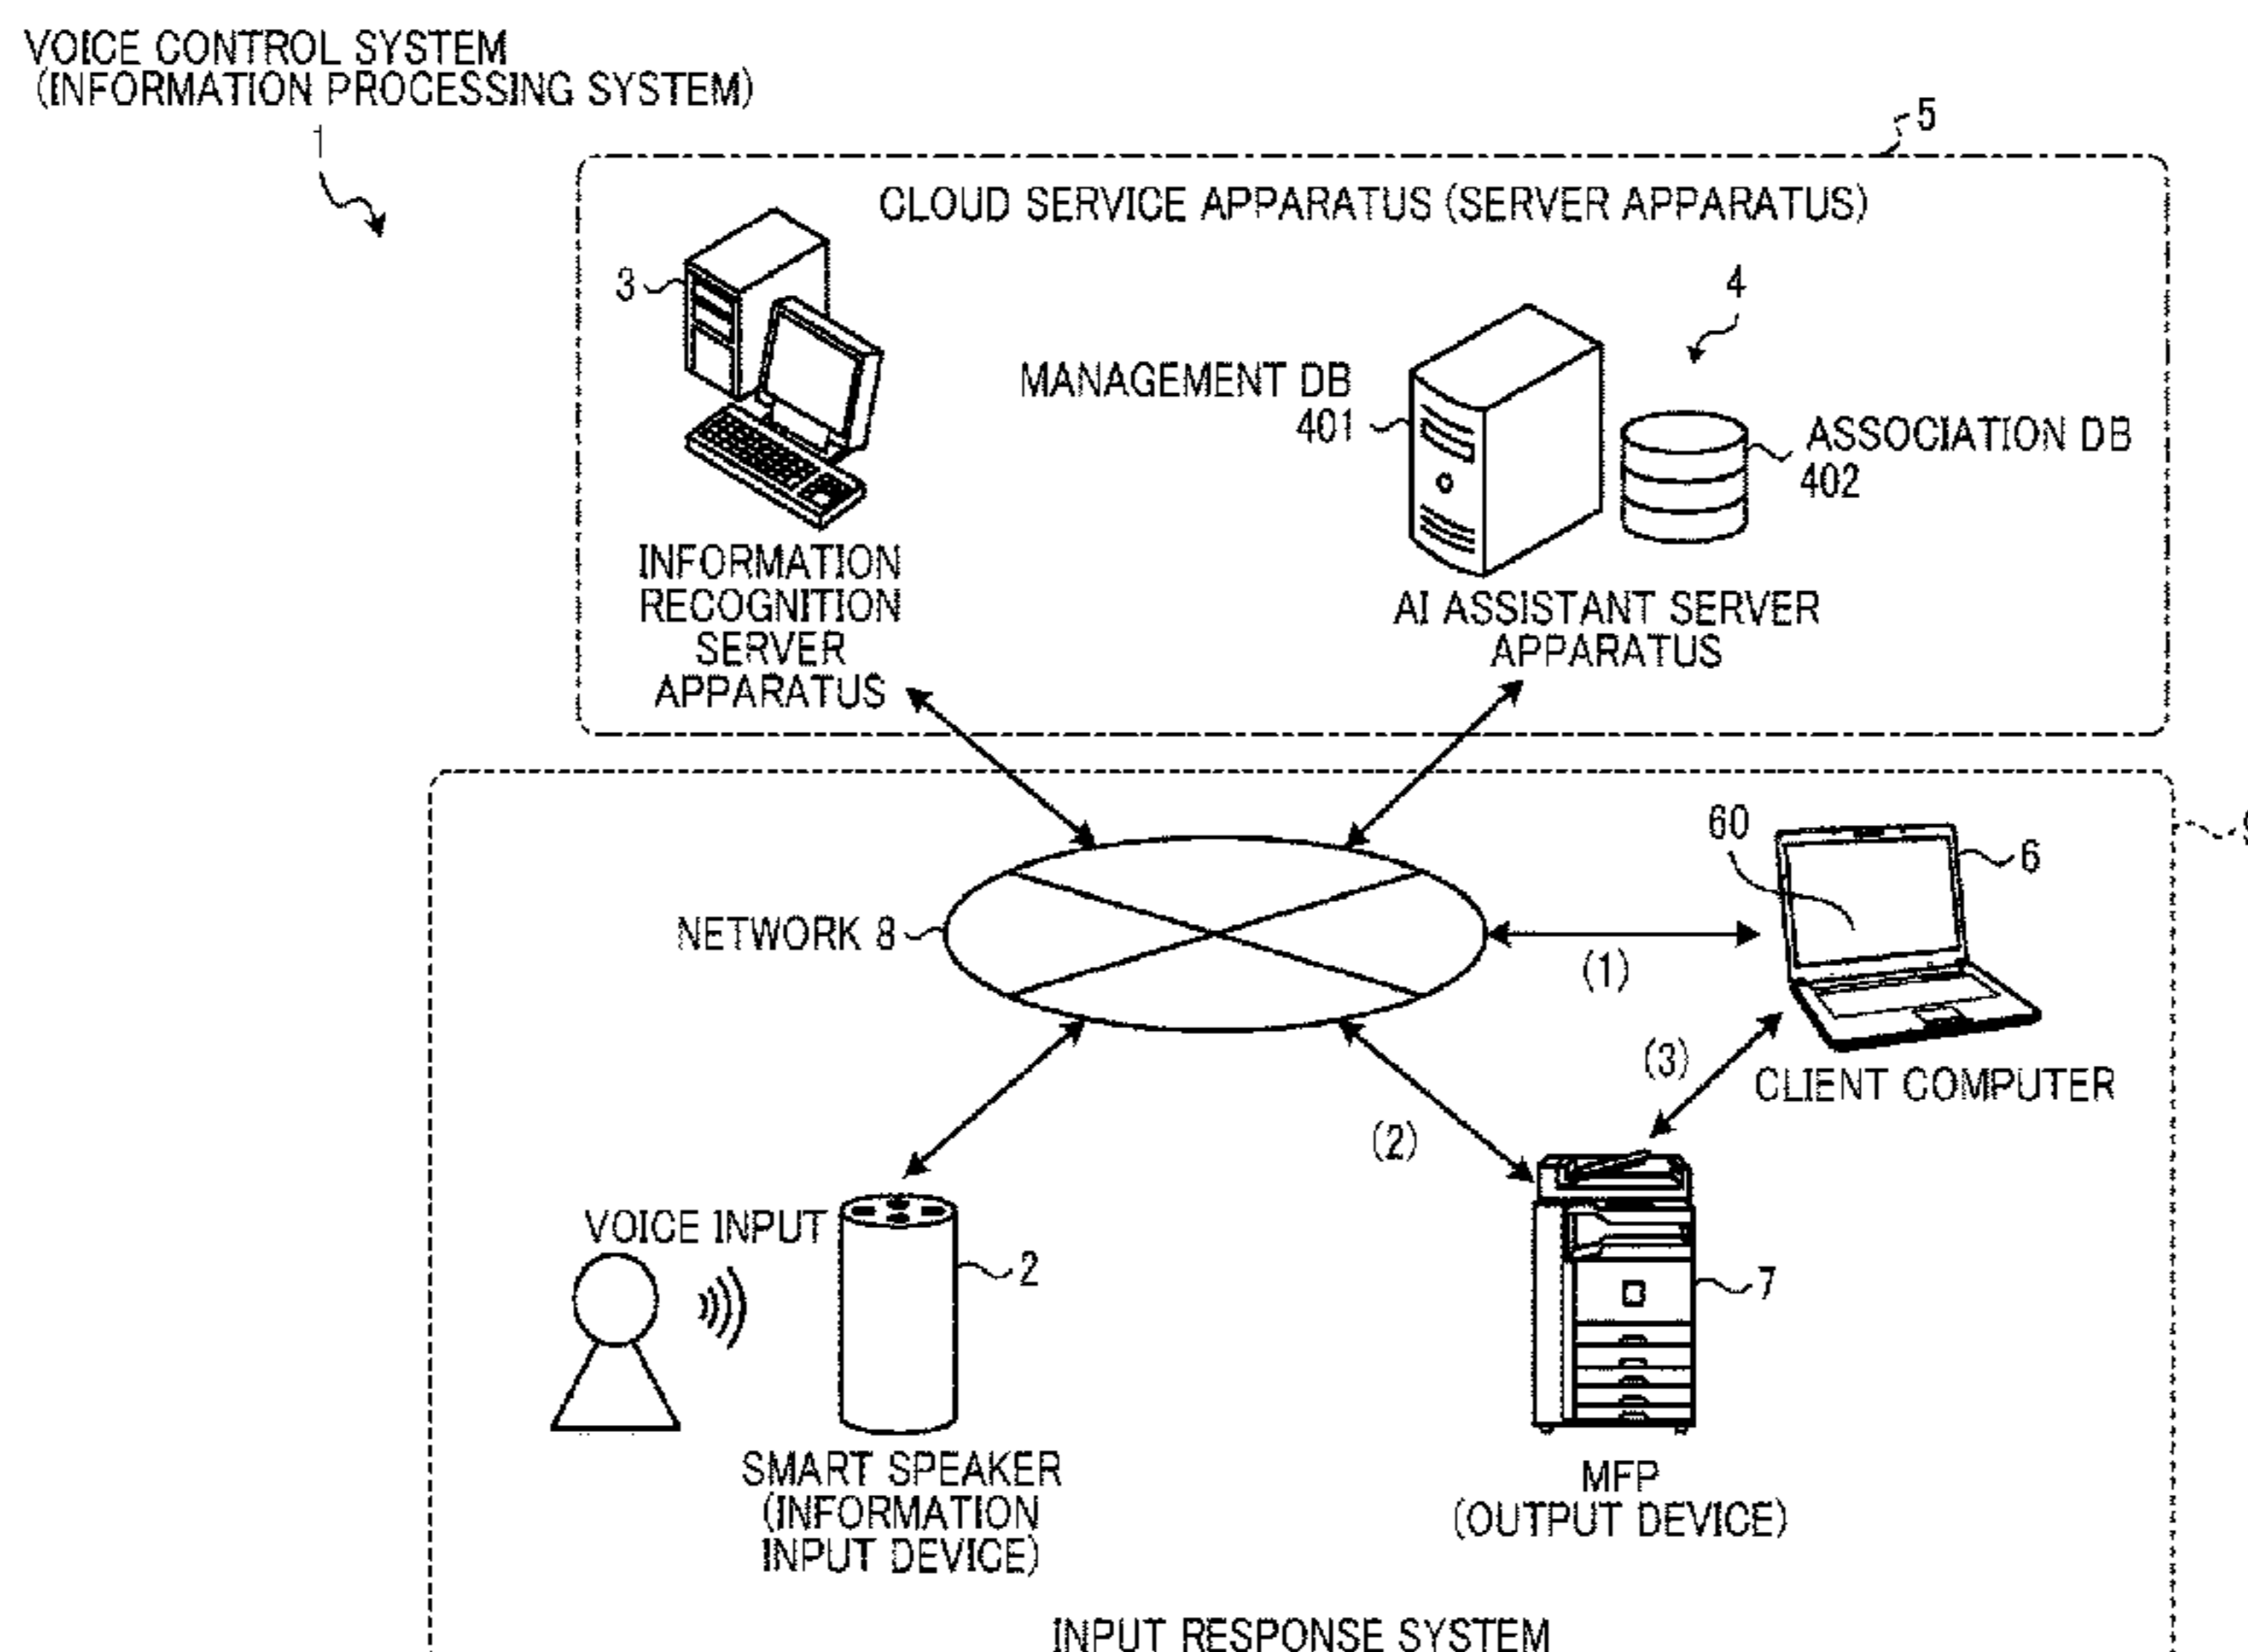 VOICE CONTROL SYSTEM
(INFORMATION PROCESSING SYSTEM)
1
5
CLOUD SERVICE APPARATUS (SERVER APPARATUS)
3
4
MANAGEMENT DB
401
ASSOCIATION DB
402
INFORMATION
RECOGNITION
SERVER
APPARATUS
AI ASSISTANT SERVER
APPARATUS
60
6
NETWORK 8
(1)
(3)
CLIENT COMPUTER
(2)
VOICE INPUT
2
7
SMART SPEAKER
(INFORMATION
INPUT DEVICE)
MFP
(OUTPUT DEVICE)
INPUT RESPONSE SYSTEM